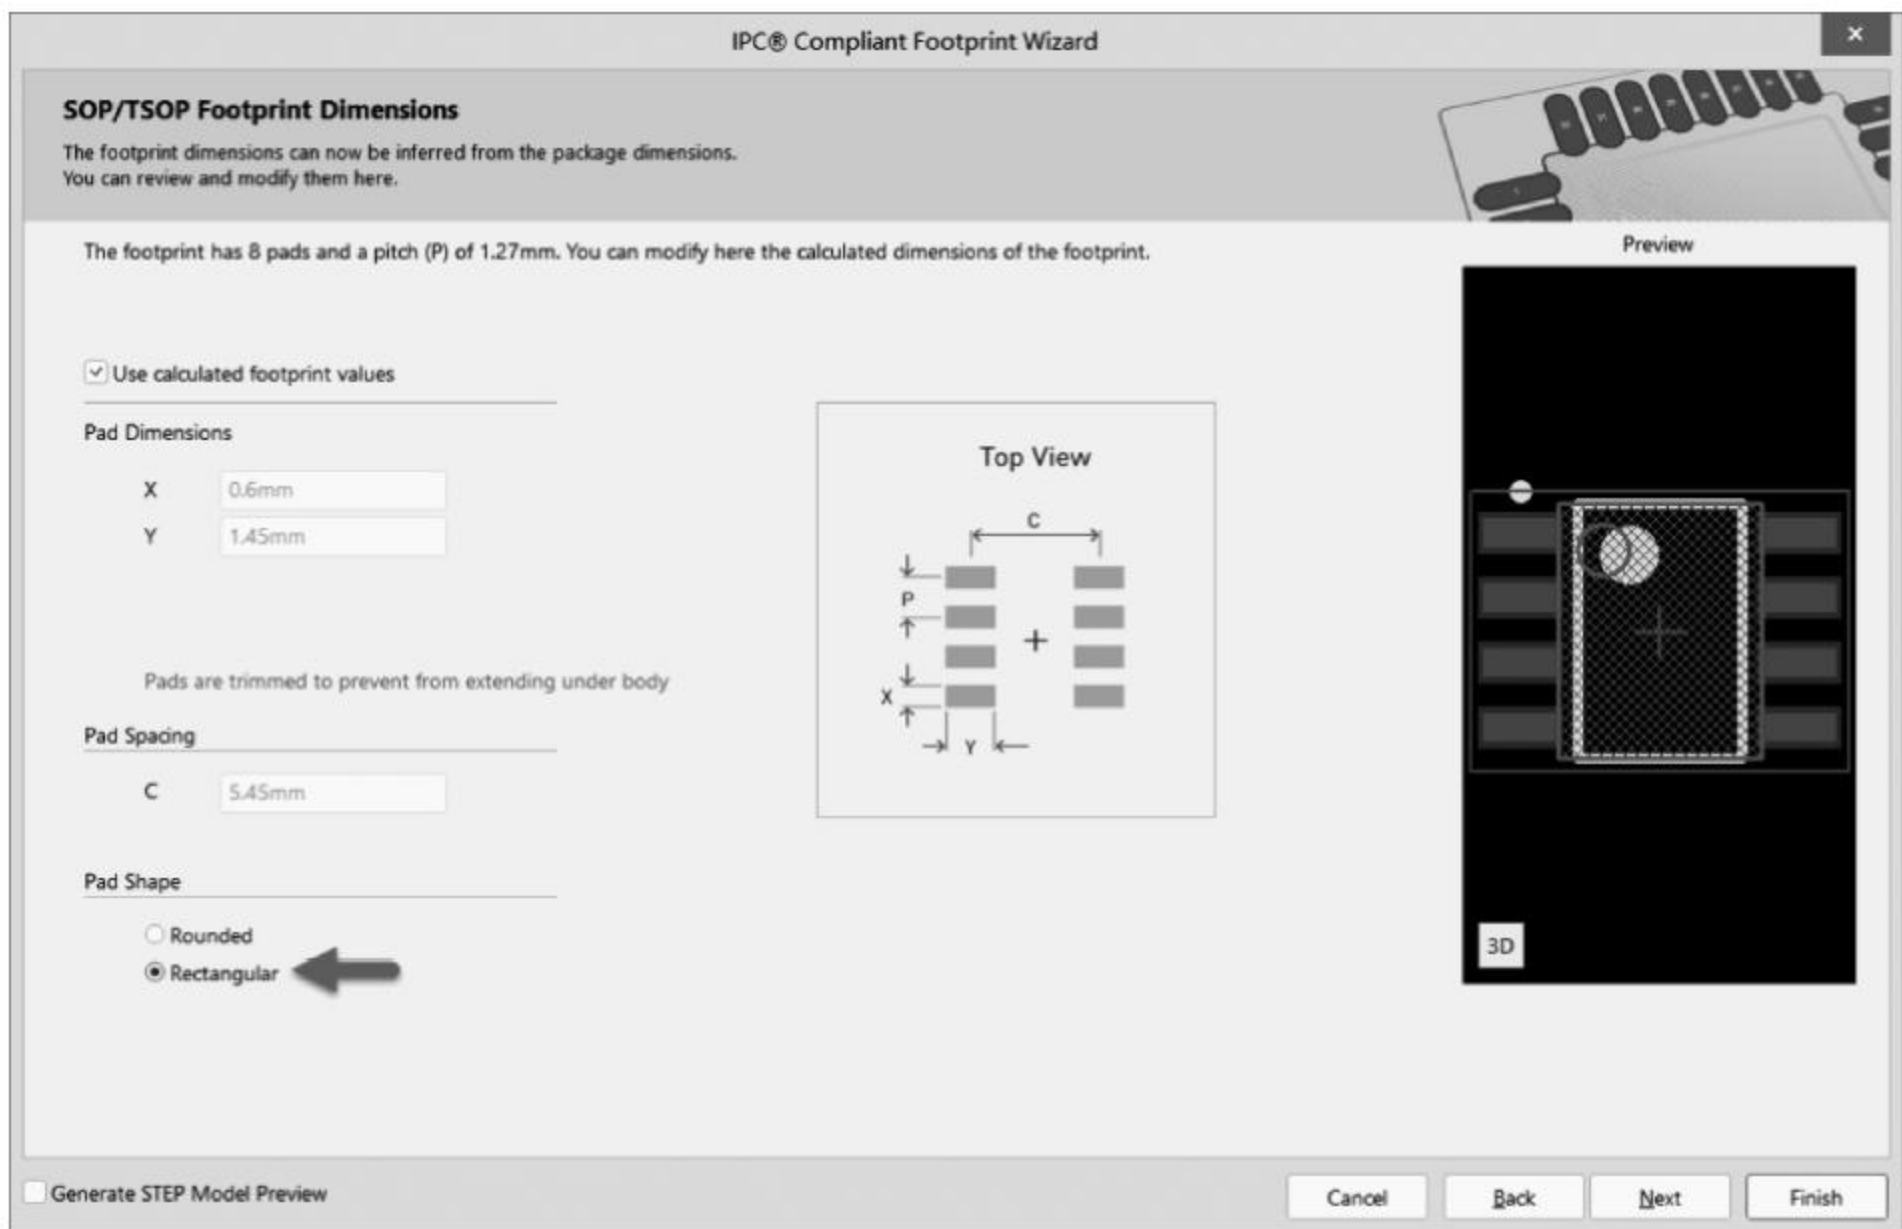 IPC® Compliant Footprint Wizard
×
SOP/TSOP Footprint Dimensions
The footprint dimensions can now be inferred from the package dimensions.
You can review and modify them here.
The footprint has 8 pads and a pitch (P) of 1.27mm. You can modify here the calculated dimensions of the footprint.
Preview
Use calculated footprint values
Pad Dimensions
X 0.6mm
Y 1.45mm
Pads are trimmed to prevent from extending under body
Pad Spacing
C 5.45mm
Pad Shape
Rounded
Rectangular
Top View
C
P
X
Y
3D
Generate STEP Model Preview
Cancel Back Next Finish